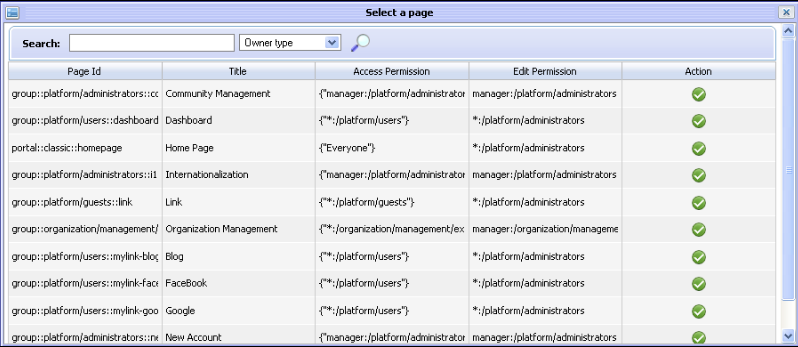 Select a page
Search: Owner type
Page Id Title Access Permission Edit Permission Action
group::platform/administrators::co Community Management {"manager:/platform/administrator manager:/platform/administrators
group::platform/users::dashboard Dashboard {"*:/platform/users"} *:/platform/administrators
portal::classic::homepage Home Page {"Everyone"} *:/platform/administrators
group::platform/administrators::i1 Internationalization {"manager:/platform/administrator manager:/platform/administrators
group::platform/guests::link Link {"*:/platform/guests"} *:/platform/administrators
group::organization/management/ Organization Management {"*:/organization/management/ex manager:/organization/manageme
group::platform/users::mylink-blog Blog {"*:/platform/users"} *:/platform/administrators
group::platform/users::mylink-face FaceBook {"*:/platform/users"} *:/platform/administrators
group::platform/users::mylink-goo Google {"*:/platform/users"} *:/platform/administrators
group::platform/administrators::ne New Account {"manager:/platform/administrator manager:/platform/administrators